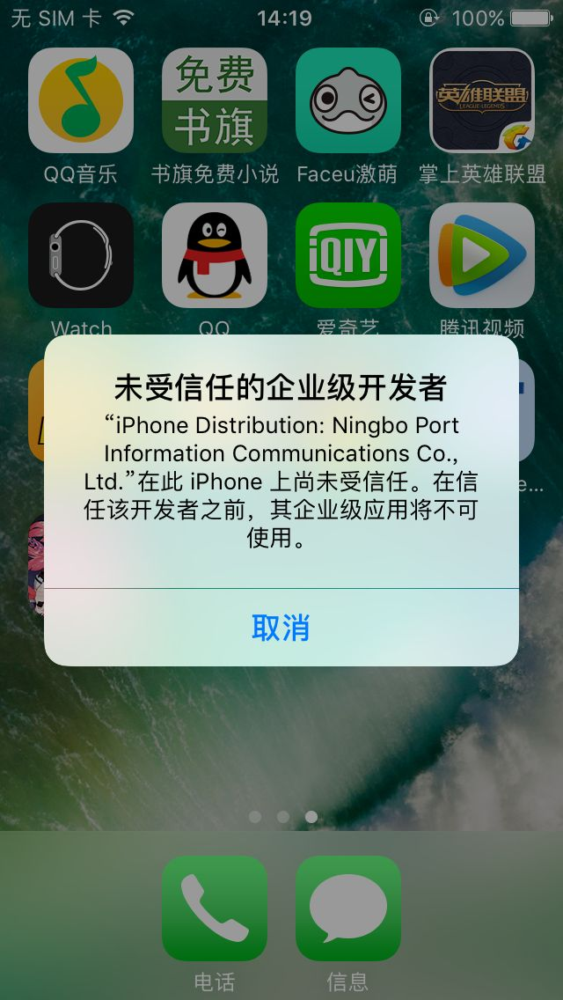 无 SIM 卡
14:19
100%
免费
书旗
英雄联盟
LEAGUE·LEGENDS
QQ音乐
书旗免费小说
Faceu激萌
掌上英雄联盟
iQIYI
Watch
QQ
爱奇艺
腾讯视频
未受信任的企业级开发者
“iPhone Distribution: Ningbo Port
Information Communications Co.,
Ltd.”在此 iPhone 上尚未受信任。在信
任该开发者之前，其企业级应用将不可
使用。
e...
取消
电话
信息